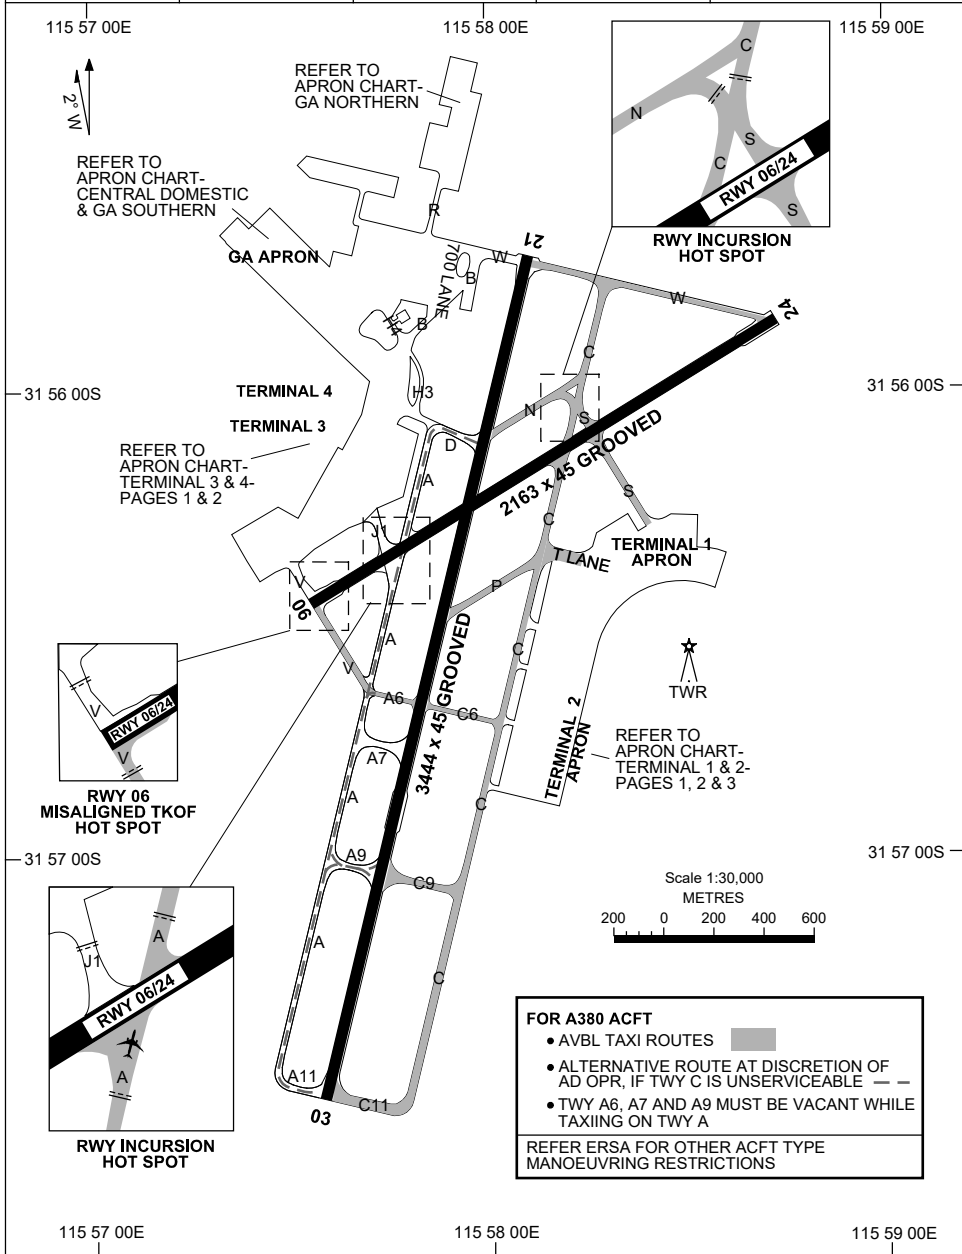 115 57 00E
115 58 00E
115 59 00E
2° W
REFER TO
APRON CHART-
GA NORTHERN
REFER TO
APRON CHART-
CENTRAL DOMESTIC
& GA SOUTHERN
C
N
S
C
RWY 06/24
S
RWY INCURSION
HOT SPOT
R
GA APRON
700 LANE
B
W
21
W
24
B
C
31 56 00S
31 56 00S
TERMINAL 4
H3
TERMINAL 3
N
S
D
REFER TO
APRON CHART-
TERMINAL 3 & 4-
PAGES 1 & 2
A
2163 x 45 GROOVED
S
C
J1
TERMINAL 1
APRON
T LANE
V
06
P
A
C
3444 x 45 GROOVED
TWR
V
A6
C6
V
RWY 06/24
V
RWY 06
MISALIGNED TKOF
HOT SPOT
A7
TERMINAL 2
APRON
REFER TO
APRON CHART-
TERMINAL 1 & 2-
PAGES 1, 2 & 3
A
C
31 57 00S
31 57 00S
A9
C9
Scale 1:30,000
METRES
200 0 200 400 600
A
J1
RWY 06/24
A
RWY INCURSION
HOT SPOT
A
C
A11
C11
03
FOR A380 ACFT
• AVBL TAXI ROUTES
• ALTERNATIVE ROUTE AT DISCRETION OF
AD OPR, IF TWY C IS UNSERVICEABLE
• TWY A6, A7 AND A9 MUST BE VACANT WHILE
TAXIING ON TWY A
REFER ERSA FOR OTHER ACFT TYPE
MANOEUVRING RESTRICTIONS
115 57 00E
115 58 00E
115 59 00E